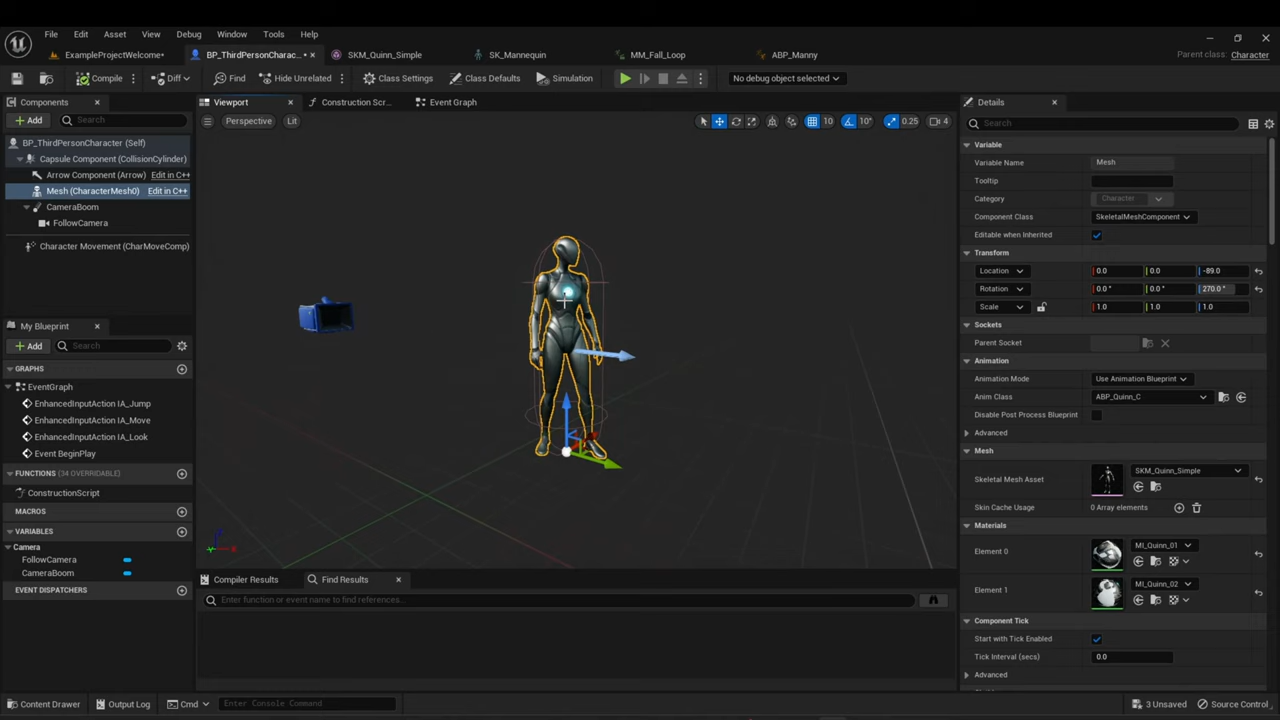 File Edit Asset View Debug Window Tools Help
ExampleProjectWelcome• BP_ThirdPersonCharac...• SKM_Quinn_Simple SK_Mannequin MM_Fall_Loop ABP_Manny Parent class: Character
Compile Diff Find Hide Unrelated Class Settings Class Defaults Simulation No debug object selected
Components Viewport Construction Scr... Event Graph Details
Add Search Perspective Lit 10 10° 0.25 4 Search
BP_ThirdPersonCharacter (Self)
Capsule Component (CollisionCylinder)
Arrow Component (Arrow) Edit in C++
Mesh (CharacterMesh0) Edit in C++
CameraBoom
FollowCamera
Character Movement (CharMoveComp)
My Blueprint
Add Search
GRAPHS
EventGraph
EnhancedInputAction IA_Jump
EnhancedInputAction IA_Move
EnhancedInputAction IA_Look
Event BeginPlay
FUNCTIONS (34 OVERRIDABLE)
ConstructionScript
MACROS
VARIABLES
Camera
FollowCamera
CameraBoom
EVENT DISPATCHERS
Compiler Results Find Results
Enter function or event name to find references...
Variable
Variable Name Mesh
Tooltip
Category Character
Component Class SkeletalMeshComponent
Editable when Inherited
Transform
Location 0.0 0.0 -89.0
Rotation 0.0 ° 0.0 ° 270.0 °
Scale 1.0 1.0 1.0
Sockets
Parent Socket
Animation
Animation Mode Use Animation Blueprint
Anim Class ABP_Quinn_C
Disable Post Process Blueprint
Advanced
Mesh
Skeletal Mesh Asset SKM_Quinn_Simple
Skin Cache Usage 0 Array elements
Materials
Element 0 MI_Quinn_01
Element 1 MI_Quinn_02
Component Tick
Start with Tick Enabled
Tick Interval (secs) 0.0
Advanced
Content Drawer Output Log Cmd Enter Console Command 3 Unsaved Source Control